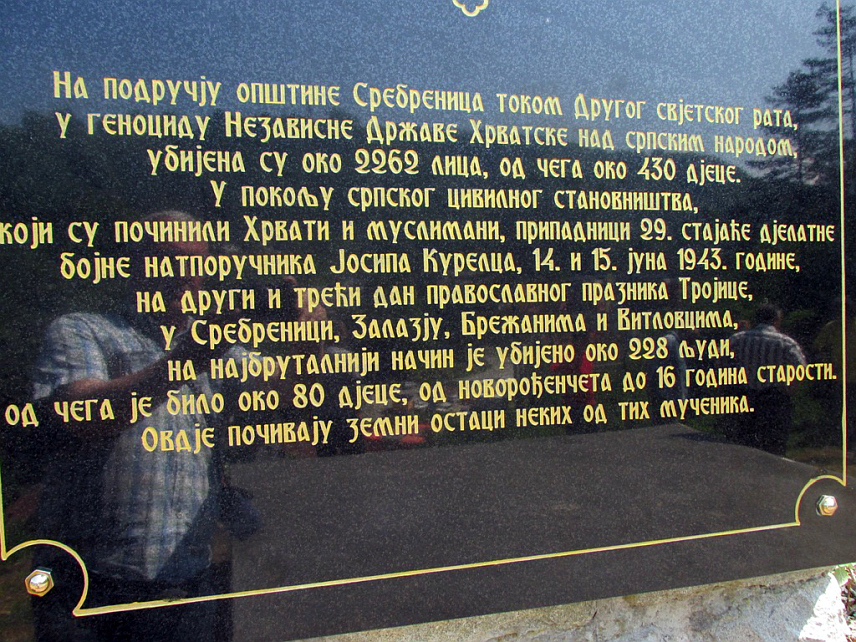 На подручју општине Сребреница током Другог свјетског рата,
у геноциду Независне Државе Хрватске над српским народом,
убијена су око 2262 лица, од чега око 430 дјеце.
У покољу српског цивилног становништва,
који су починили Хрвати и муслимани, припадници 29. стајаће дјелатне
бојне натпоручника Јосипа Курелца, 14. и 15. јуна 1943. године,
на други и трећи дан православног празника Тројице,
у Сребреници, Залазју, Брежанима и Витловцима,
на најбруталнији начин је убијено око 228 људи,
од чега је било око 80 дјеце, од новорођенчета до 16 година старости.
Овдје почивају земни остаци неких од тих мученика.